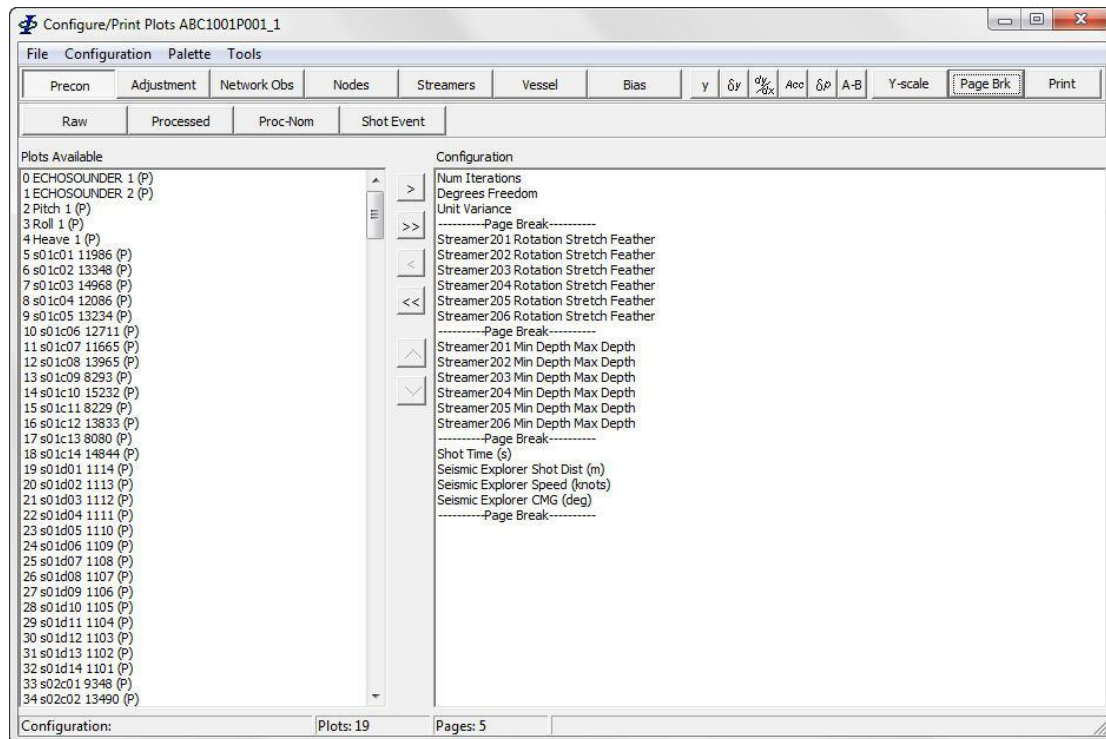 Configure/Print Plots ABC1001P001_1
File Configuration Palette Tools
Precon Adjustment Network Obs Nodes Streamers Vessel Bias y δy dy/dx Acc δp A-B Y-scale Page Brk Print
Raw Processed Proc-Nom Shot Event
Plots Available
0 ECHOSOUNDER 1 (P)
1 ECHOSOUNDER 2 (P)
2 Pitch 1 (P)
3 Roll 1 (P)
4 Heave 1 (P)
5 s01c01 11986 (P)
6 s01c02 13348 (P)
7 s01c03 14968 (P)
8 s01c04 12086 (P)
9 s01c05 13234 (P)
10 s01c06 12711 (P)
11 s01c07 11665 (P)
12 s01c08 13965 (P)
13 s01c09 8293 (P)
14 s01c10 15232 (P)
15 s01c11 8229 (P)
16 s01c12 13833 (P)
17 s01c13 8080 (P)
18 s01c14 14844 (P)
19 s01d01 1114 (P)
20 s01d02 1113 (P)
21 s01d03 1112 (P)
22 s01d04 1111 (P)
23 s01d05 1110 (P)
24 s01d06 1109 (P)
25 s01d07 1108 (P)
26 s01d08 1107 (P)
27 s01d09 1106 (P)
28 s01d10 1105 (P)
29 s01d11 1104 (P)
30 s01d12 1103 (P)
31 s01d13 1102 (P)
32 s01d14 1101 (P)
33 s02c01 9348 (P)
34 s02c02 13490 (P)
>
>>
<
<<
Configuration
Num Iterations
Degrees Freedom
Unit Variance
----------Page Break----------
Streamer201 Rotation Stretch Feather
Streamer202 Rotation Stretch Feather
Streamer203 Rotation Stretch Feather
Streamer204 Rotation Stretch Feather
Streamer205 Rotation Stretch Feather
Streamer206 Rotation Stretch Feather
----------Page Break----------
Streamer201 Min Depth Max Depth
Streamer202 Min Depth Max Depth
Streamer203 Min Depth Max Depth
Streamer204 Min Depth Max Depth
Streamer205 Min Depth Max Depth
Streamer206 Min Depth Max Depth
----------Page Break----------
Shot Time (s)
Seismic Explorer Shot Dist (m)
Seismic Explorer Speed (knots)
Seismic Explorer CMG (deg)
----------Page Break----------
Configuration: Plots: 19 Pages: 5